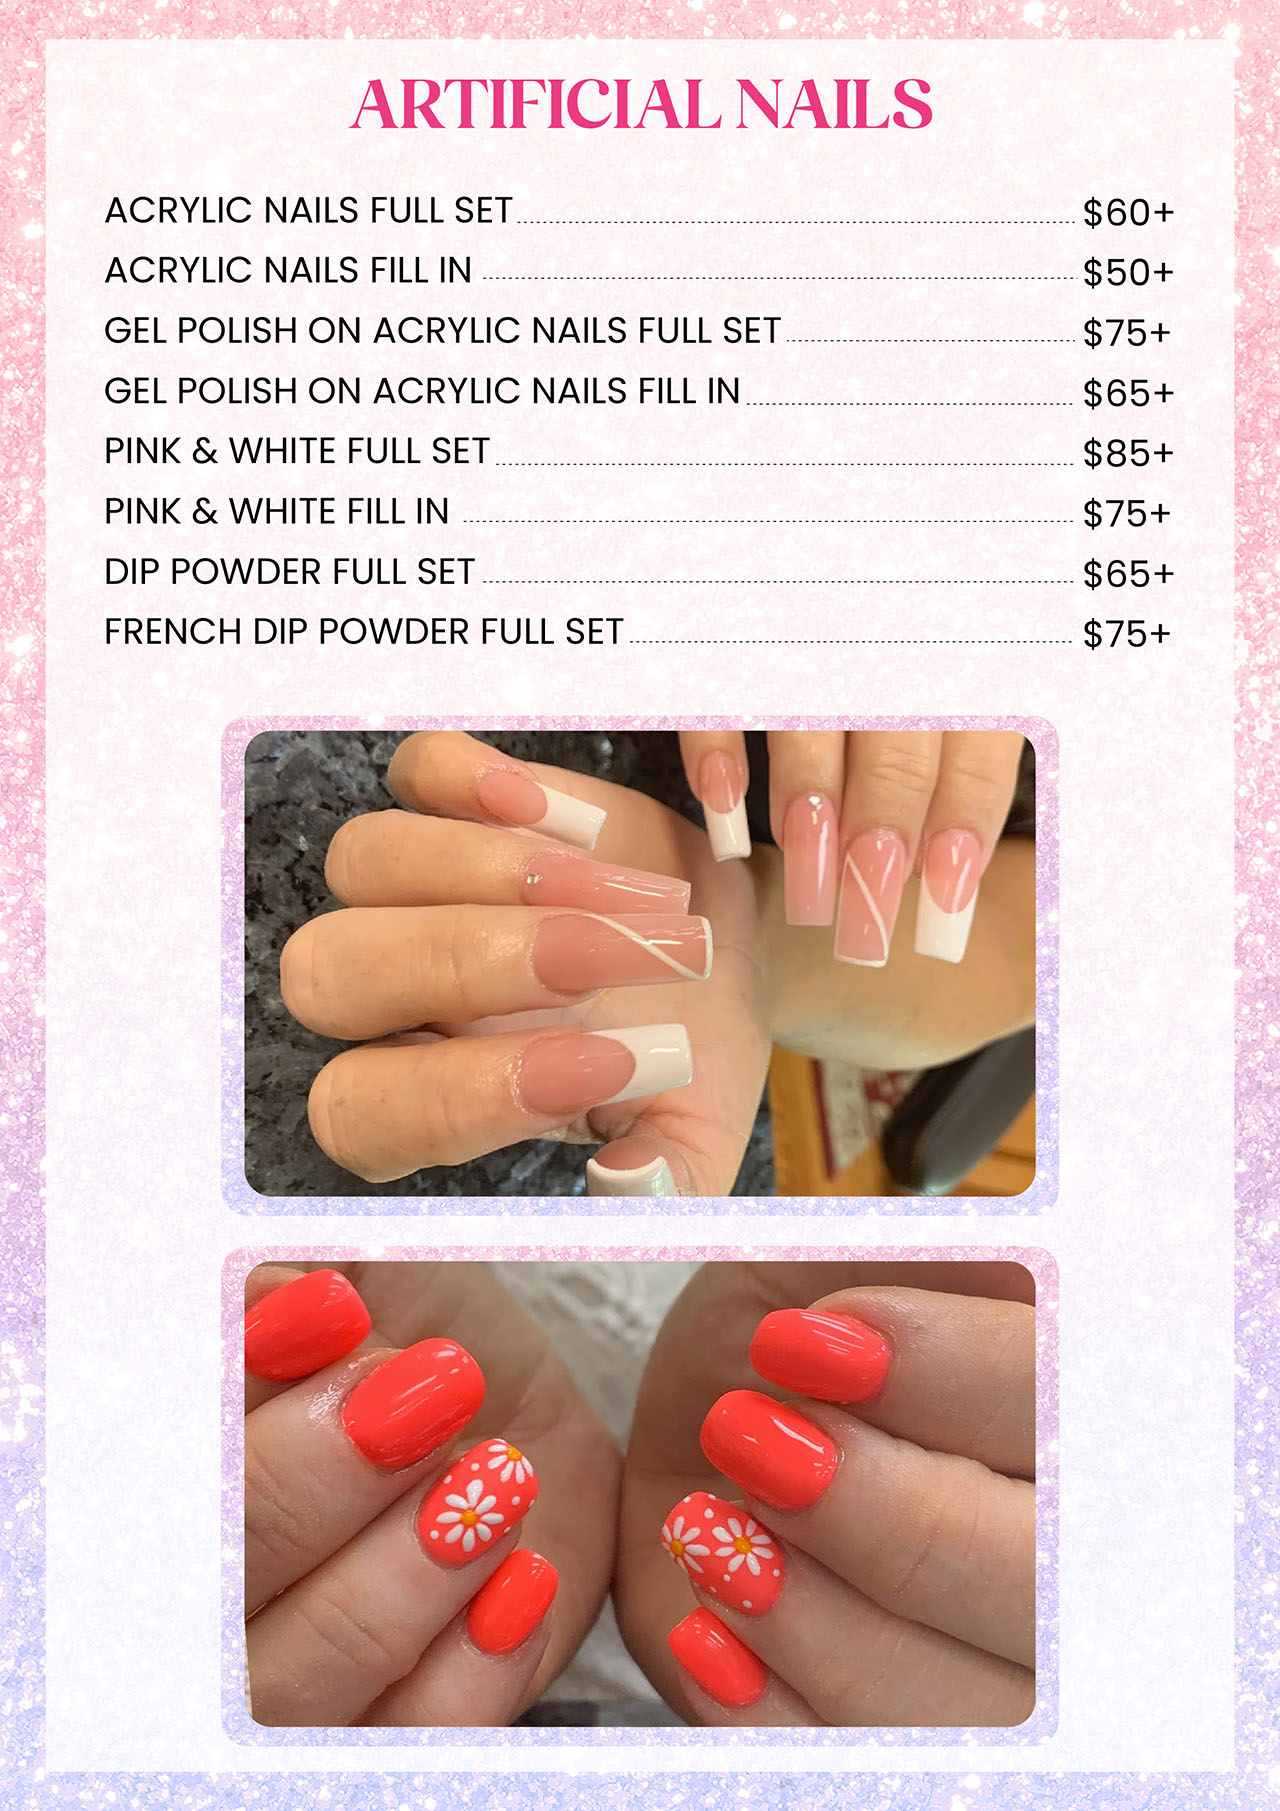 ARTIFICIAL NAILS
ACRYLIC NAILS FULL SET $60+
ACRYLIC NAILS FILL IN $50+
GEL POLISH ON ACRYLIC NAILS FULL SET $75+
GEL POLISH ON ACRYLIC NAILS FILL IN $65+
PINK & WHITE FULL SET $85+
PINK & WHITE FILL IN $75+
DIP POWDER FULL SET $65+
FRENCH DIP POWDER FULL SET $75+